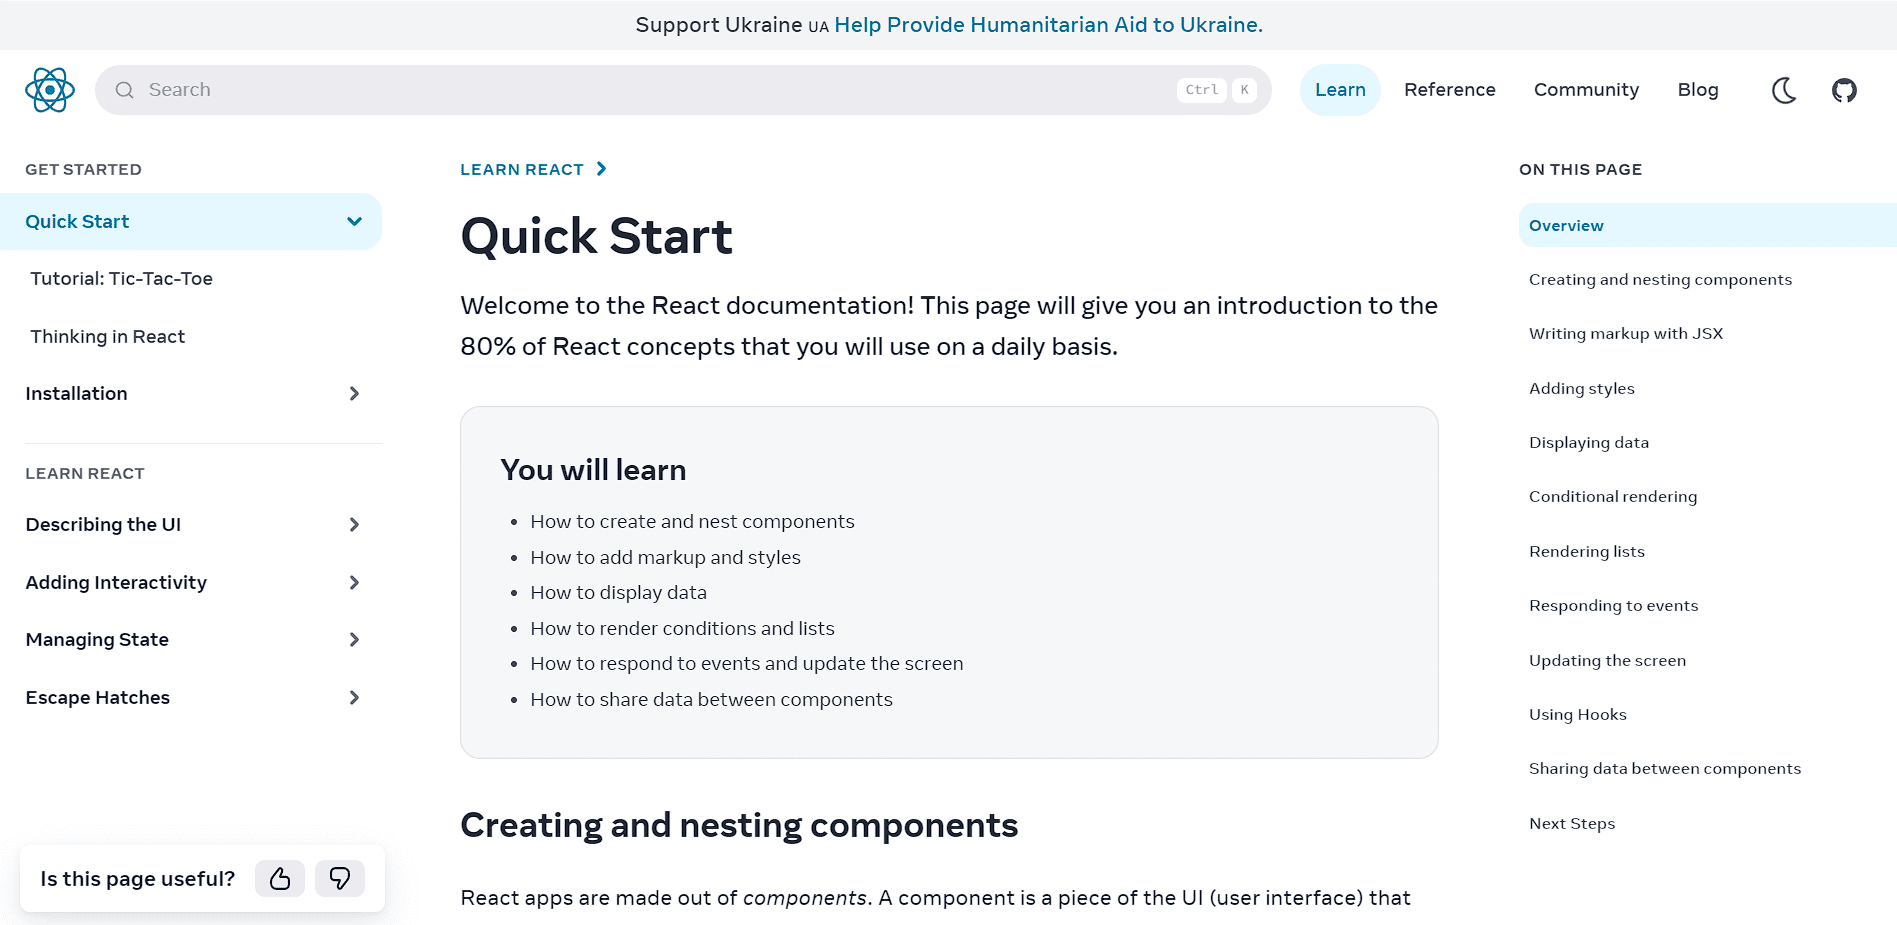 Support Ukraine UA Help Provide Humanitarian Aid to Ukraine.
Search
Ctrl K
Learn
Reference
Community
Blog
GET STARTED
Quick Start
Tutorial: Tic-Tac-Toe
Thinking in React
Installation
LEARN REACT
Describing the UI
Adding Interactivity
Managing State
Escape Hatches
Is this page useful?
LEARN REACT
Quick Start
Welcome to the React documentation! This page will give you an introduction to the
80% of React concepts that you will use on a daily basis.
You will learn
• How to create and nest components
• How to add markup and styles
• How to display data
• How to render conditions and lists
• How to respond to events and update the screen
• How to share data between components
Creating and nesting components
React apps are made out of components. A component is a piece of the UI (user interface) that
ON THIS PAGE
Overview
Creating and nesting components
Writing markup with JSX
Adding styles
Displaying data
Conditional rendering
Rendering lists
Responding to events
Updating the screen
Using Hooks
Sharing data between components
Next Steps